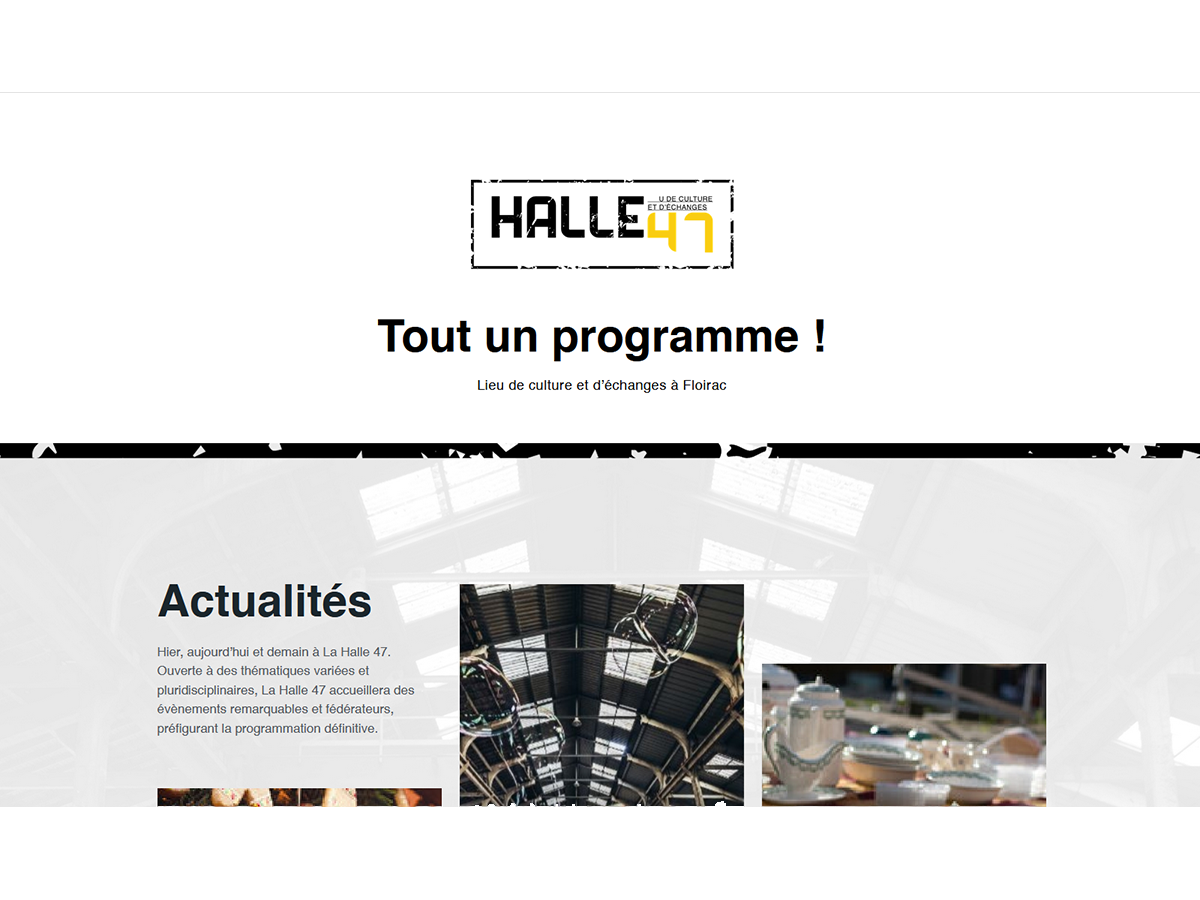 HALLE
U DE CULTURE
ET D'ÉCHANGES
47
Tout un programme !
Lieu de culture et d’échanges à Floirac
Actualités
Hier, aujourd’hui et demain à La Halle 47.
Ouverte à des thématiques variées et
pluridisciplinaires, La Halle 47 accueillera des
évènements remarquables et fédérateurs,
préfigurant la programmation définitive.